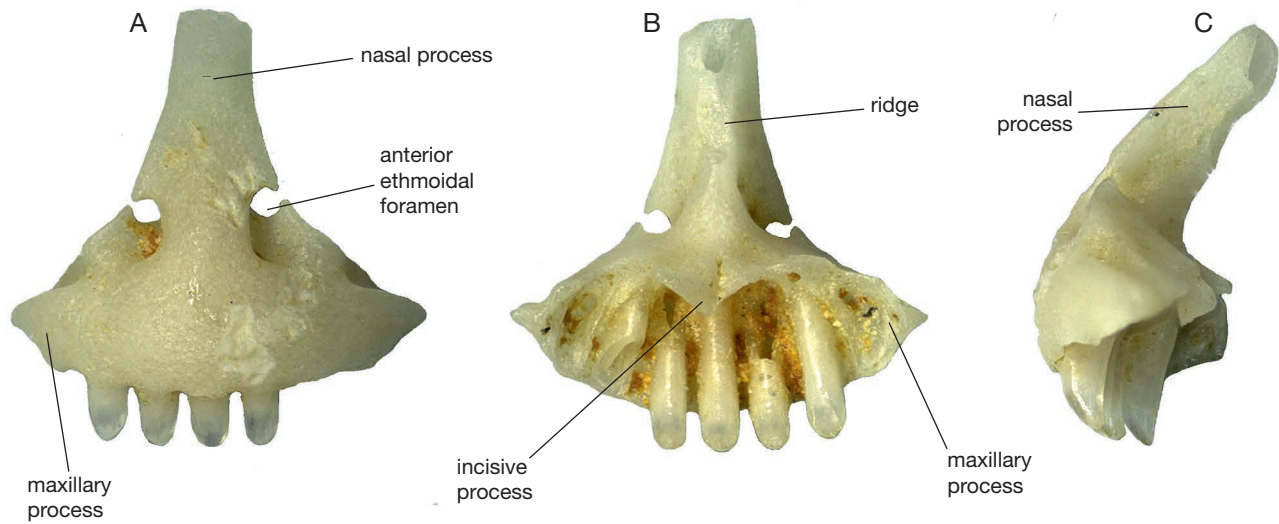 A
nasal process
anterior
ethmoidal
foramen
maxillary
process
B
ridge
incisive
process
maxillary
process
C
nasal
process